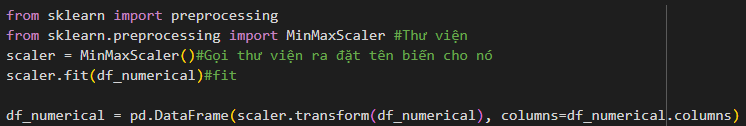 from sklearn import preprocessing
from sklearn.preprocessing import MinMaxScaler #Thư viện
scaler = MinMaxScaler()#Gọi thư viện ra đặt tên biến cho nó
scaler.fit(df_numerical)#fit
df_numerical = pd.DataFrame(scaler.transform(df_numerical), columns=df_numerical.columns)